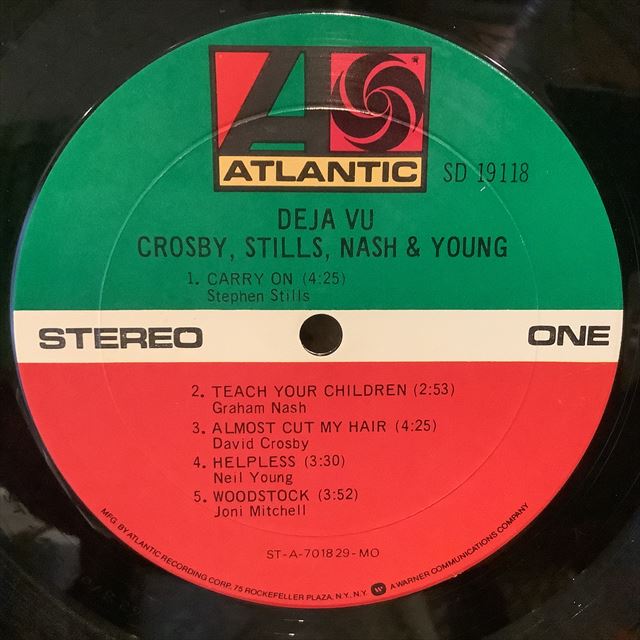 ATLANTIC
SD 19118
DEJA VU
CROSBY, STILLS, NASH & YOUNG
1. CARRY ON (4:25)
Stephen Stills
STEREO
ONE
2. TEACH YOUR CHILDREN (2:53)
Graham Nash
3. ALMOST CUT MY HAIR (4:25)
David Crosby
4. HELPLESS (3:30)
Neil Young
5. WOODSTOCK (3:52)
Joni Mitchell
ST-A-701829-MO
MFG. BY ATLANTIC RECORDING CORP. 75 ROCKEFELLER PLAZA, N.Y., N.Y. A WARNER COMMUNICATIONS COMPANY